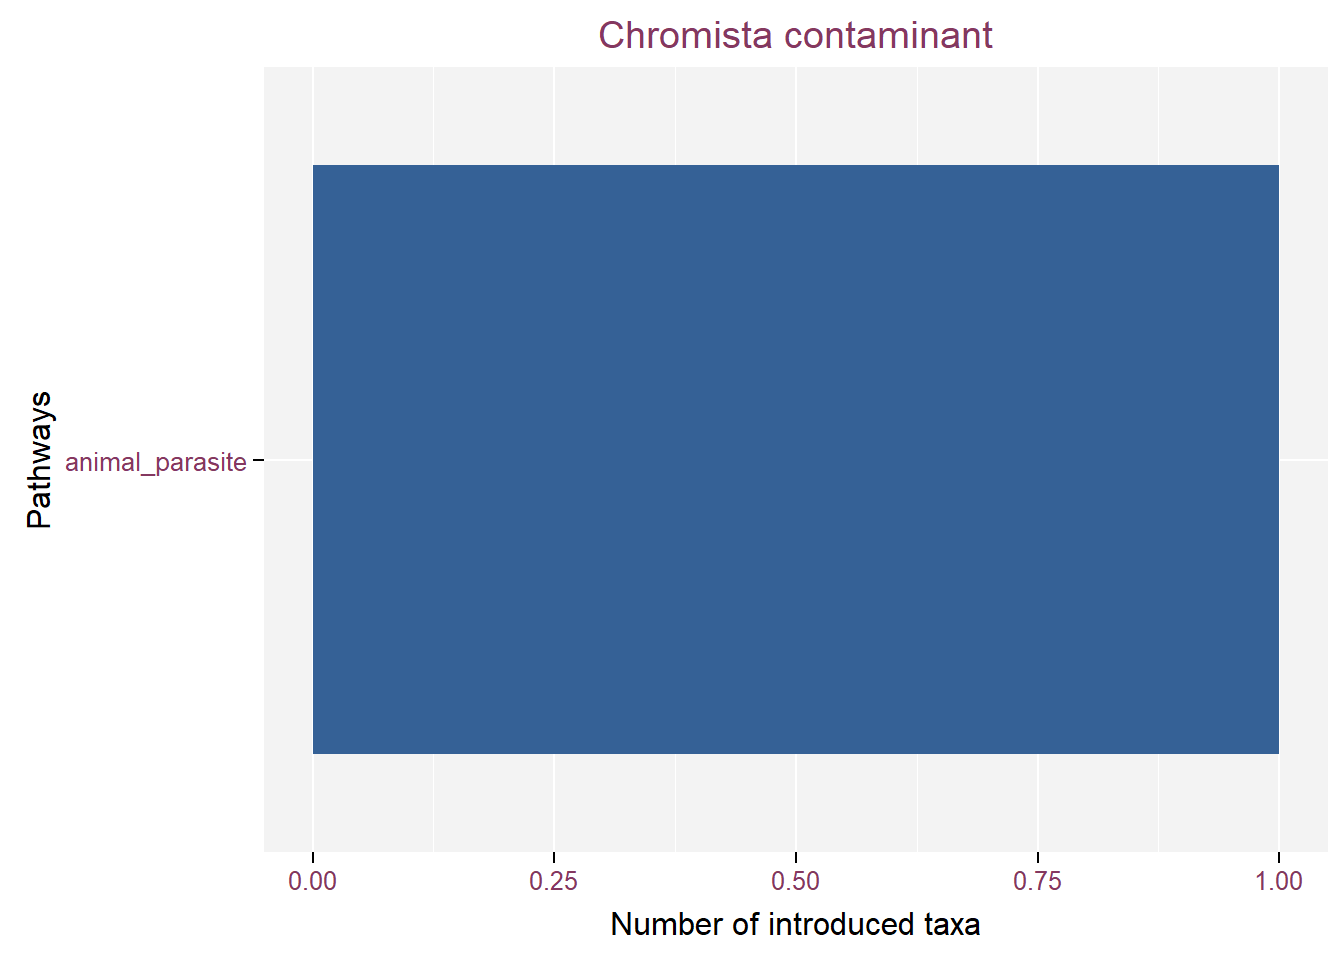 Chromista contaminant
Pathways
animal_parasite
0.00 0.25 0.50 0.75 1.00
Number of introduced taxa